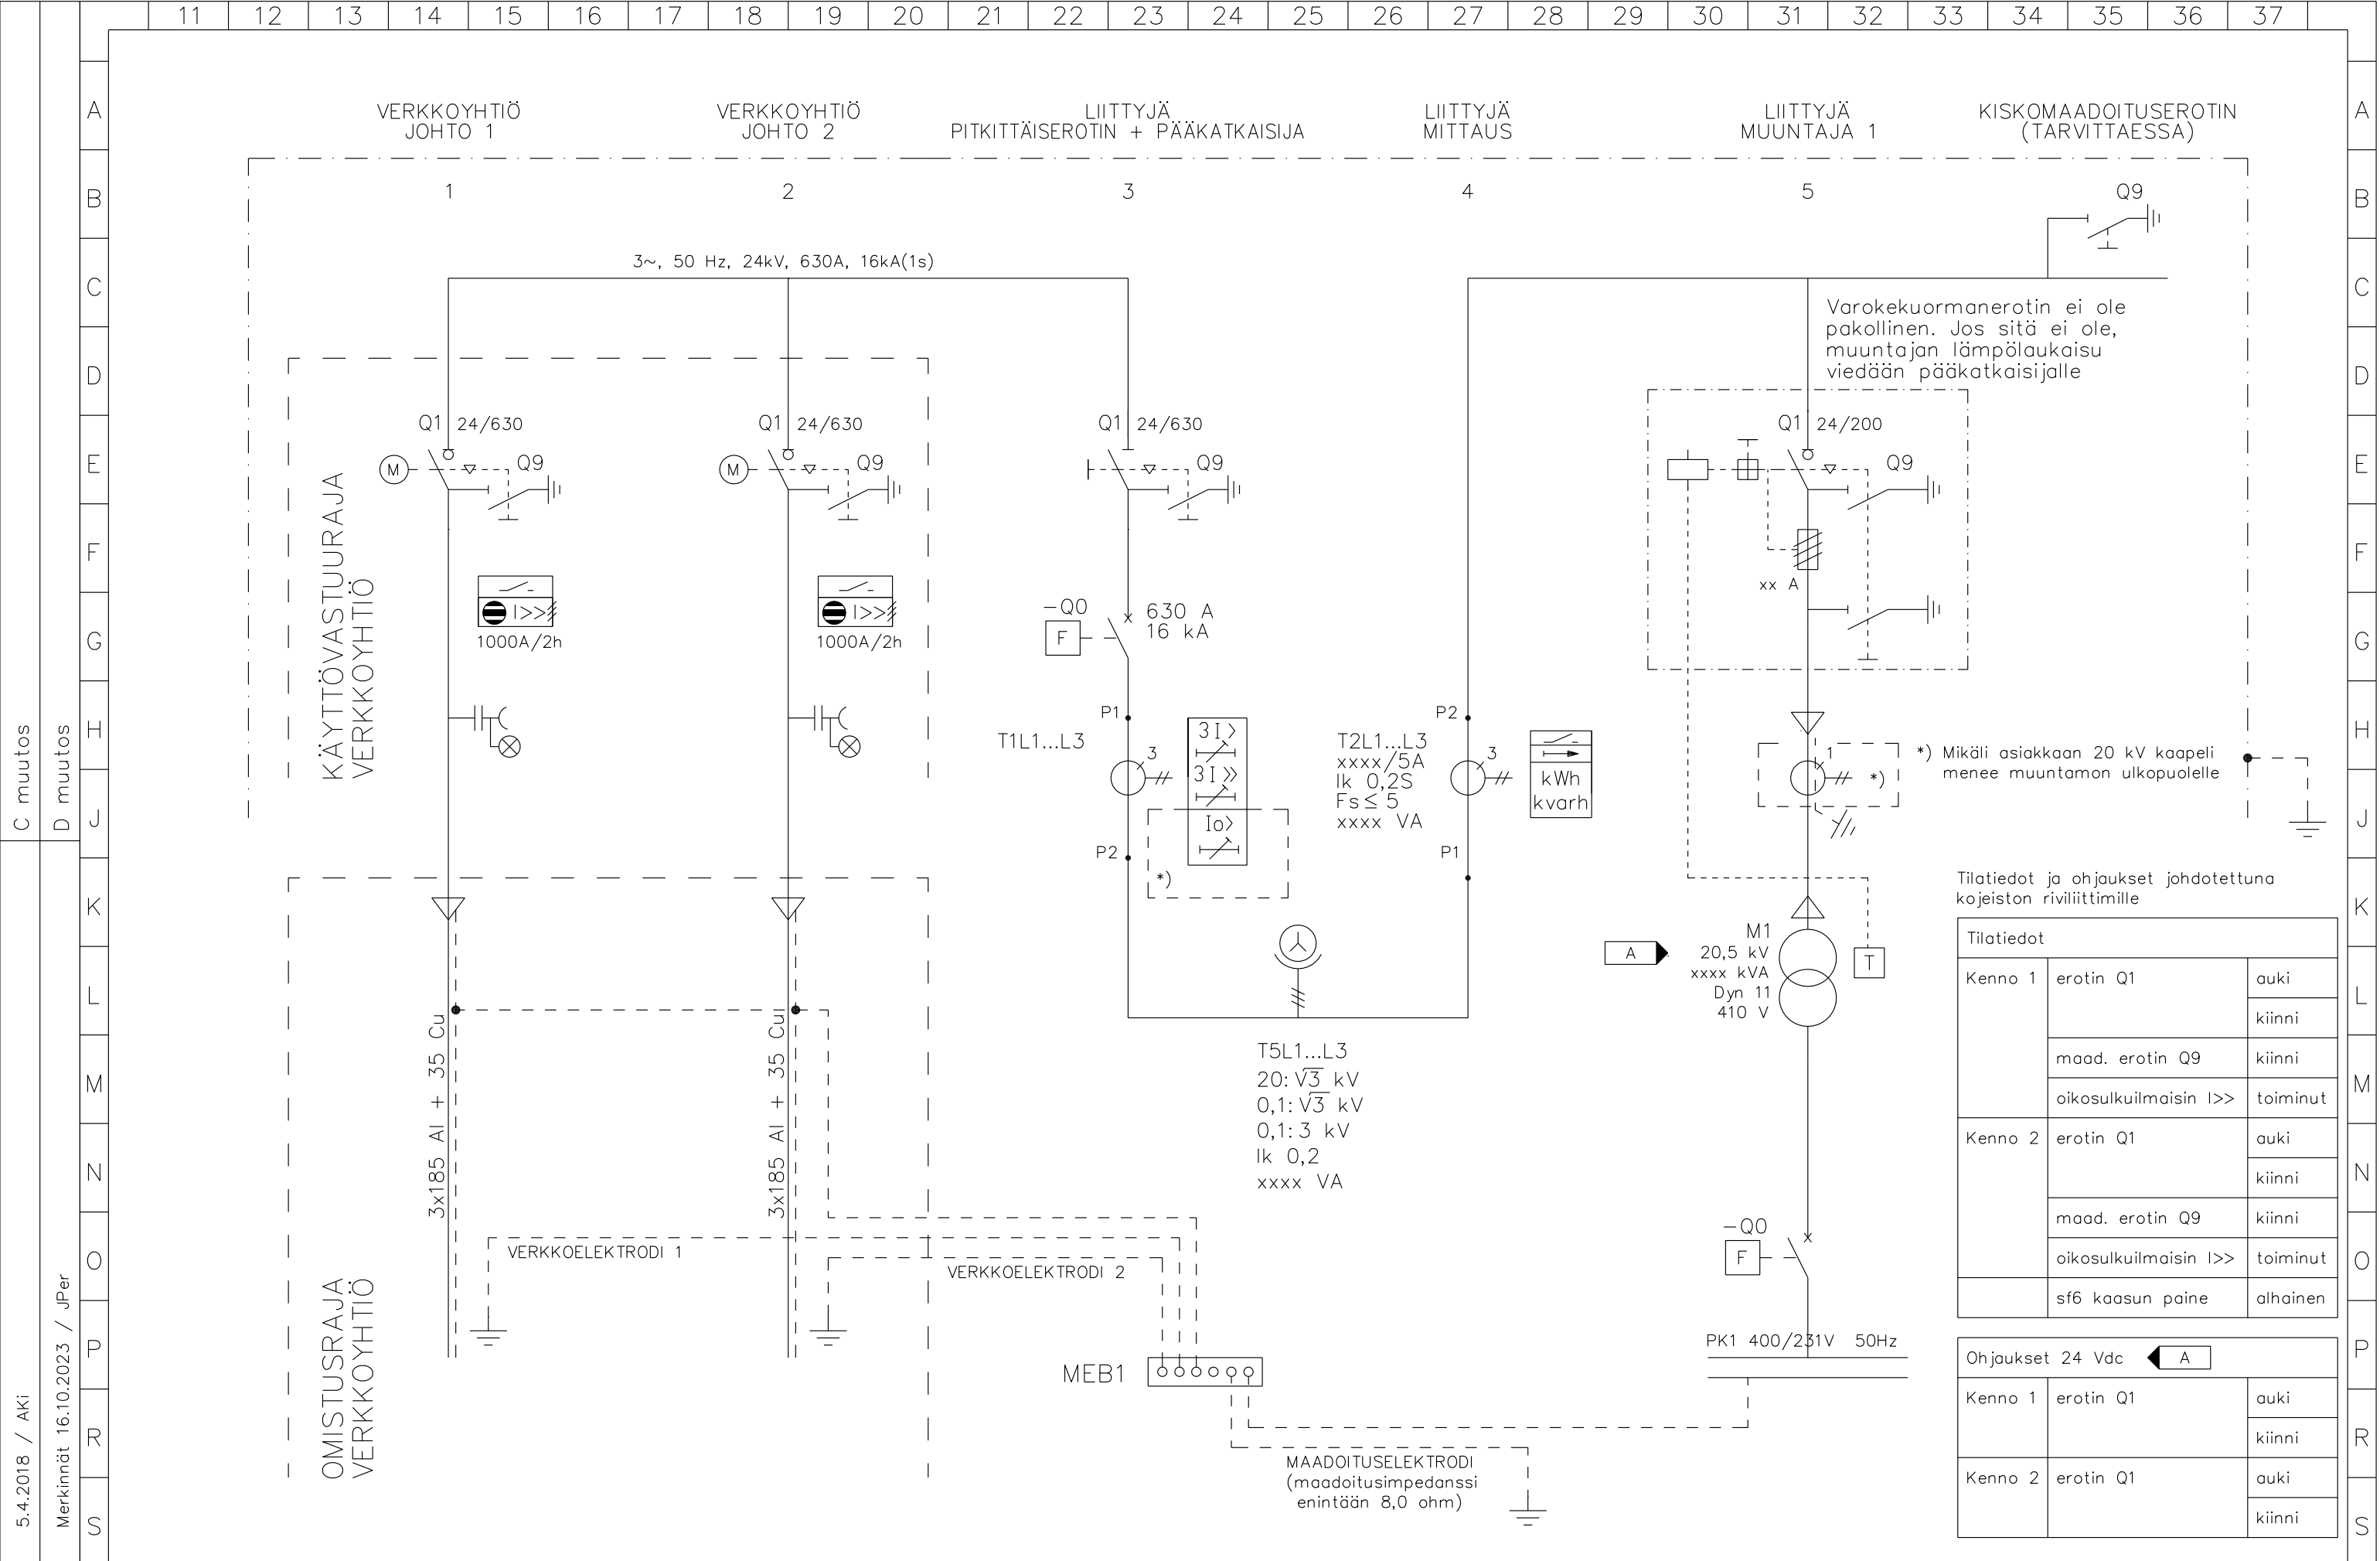 11 12 13 14 15 16 17 18 19 20 21 22 23 24 25 26 27 28 29 30 31 32 33 34 35 36 37
A
B
C
D
E
F
G
H
J
K
L
M
N
O
P
R
S
A
B
C
D
E
F
G
H
J
K
L
M
N
O
P
R
S
C muutos
D muutos
5.4.2018 / AKi
Merkinnät 16.10.2023 / JPer
VERKKOYHTIÖ
JOHTO 1
VERKKOYHTIÖ
JOHTO 2
LIITTYJÄ
PITKITTÄISEROTIN + PÄÄKATKAISIJA
LIITTYJÄ
MITTAUS
LIITTYJÄ
MUUNTAJA 1
KISKOMAADOITUSEROTIN
(TARVITTAESSA)
1
2
3
4
5
Q9
3~, 50 Hz, 24kV, 630A, 16kA(1s)
Varokekuormanerotin ei ole
pakollinen. Jos sitä ei ole,
muuntajan lämpölaukaisu
viedään pääkatkaisijalle
KÄYTTÖVASTUURAJA
VERKKOYHTIÖ
Q1 24/630
M
Q9
I>>
1000A/2h
Q1 24/630
M
Q9
I>>
1000A/2h
Q1 24/630
Q9
-Q0
F
630 A
16 kA
P1
T1L1...L3
3
3I>
3I>>
Io>
P2
*)
P2
T2L1...L3
xxxx/5A
lk 0,2S
Fs≤5
xxxx VA
3
P1
kWh
kvarh
Q1 24/200
Q9
xx A
1
*)
*) Mikäli asiakkaan 20 kV kaapeli
menee muuntamon ulkopuolelle
M1
20,5 kV
xxxx kVA
Dyn 11
410 V
A
T
T5L1...L3
20:√3 kV
0,1:√3 kV
0,1:3 kV
lk 0,2
xxxx VA
OMISTUSRAJA
VERKKOYHTIÖ
3x185 Al + 35 Cu
3x185 Al + 35 Cu
VERKKOELEKTRODI 1
VERKKOELEKTRODI 2
MEB1
MAADOITUSELEKTRODI
(maadoitusimpedanssi
enintään 8,0 ohm)
-Q0
F
PK1 400/231V 50Hz
Tilatiedot ja ohjaukset johdotettuna
kojeiston riviliittimille
Tilatiedot
Kenno 1 erotin Q1 auki
kiinni
maad. erotin Q9 kiinni
oikosulkuilmaisin I>> toiminut
Kenno 2 erotin Q1 auki
kiinni
maad. erotin Q9 kiinni
oikosulkuilmaisin I>> toiminut
sf6 kaasun paine alhainen
Ohjaukset 24 Vdc A
Kenno 1 erotin Q1 auki
kiinni
Kenno 2 erotin Q1 auki
kiinni